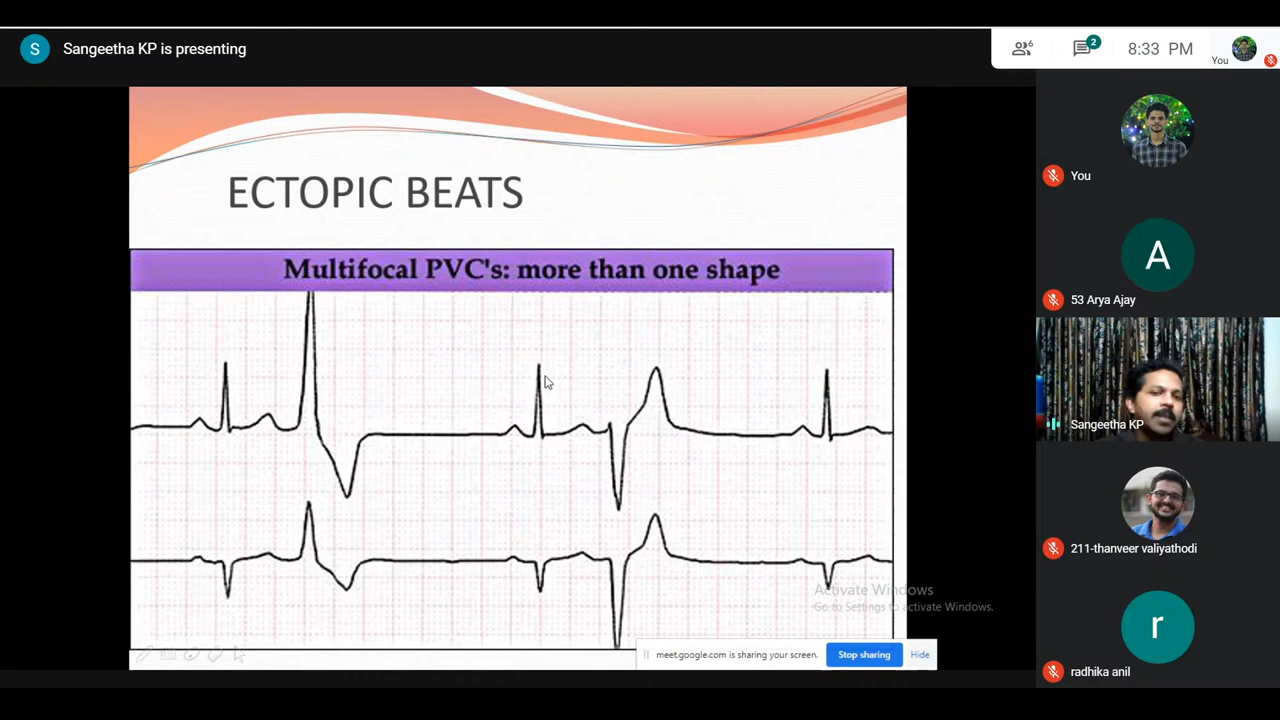 S Sangeetha KP is presenting
6
2
8:33 PM
You
ECTOPIC BEATS
Multifocal PVC's: more than one shape
Activate Windows
Go to Settings to activate Windows.
meet.google.com is sharing your screen.
Stop sharing
Hide
You
A
53 Arya Ajay
Sangeetha KP
211-thanveer valiyathodi
r
radhika anil